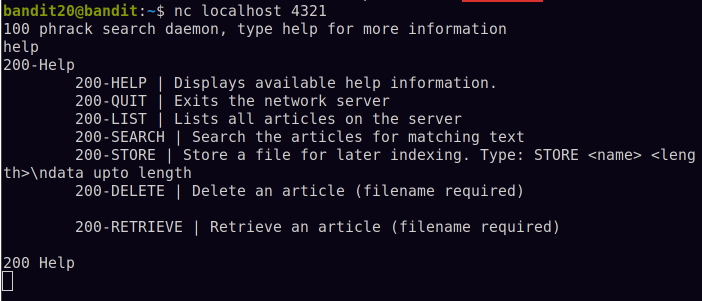 bandit20@bandit:~$ nc localhost 4321
100 phrack search daemon, type help for more information
help
200-Help
        200-HELP | Displays available help information.
        200-QUIT | Exits the network server
        200-LIST | Lists all articles on the server
        200-SEARCH | Search the articles for matching text
        200-STORE | Store a file for later indexing. Type: STORE <name> <leng
th>\ndata upto length
        200-DELETE | Delete an article (filename required)
        200-RETRIEVE | Retrieve an article (filename required)
200 Help